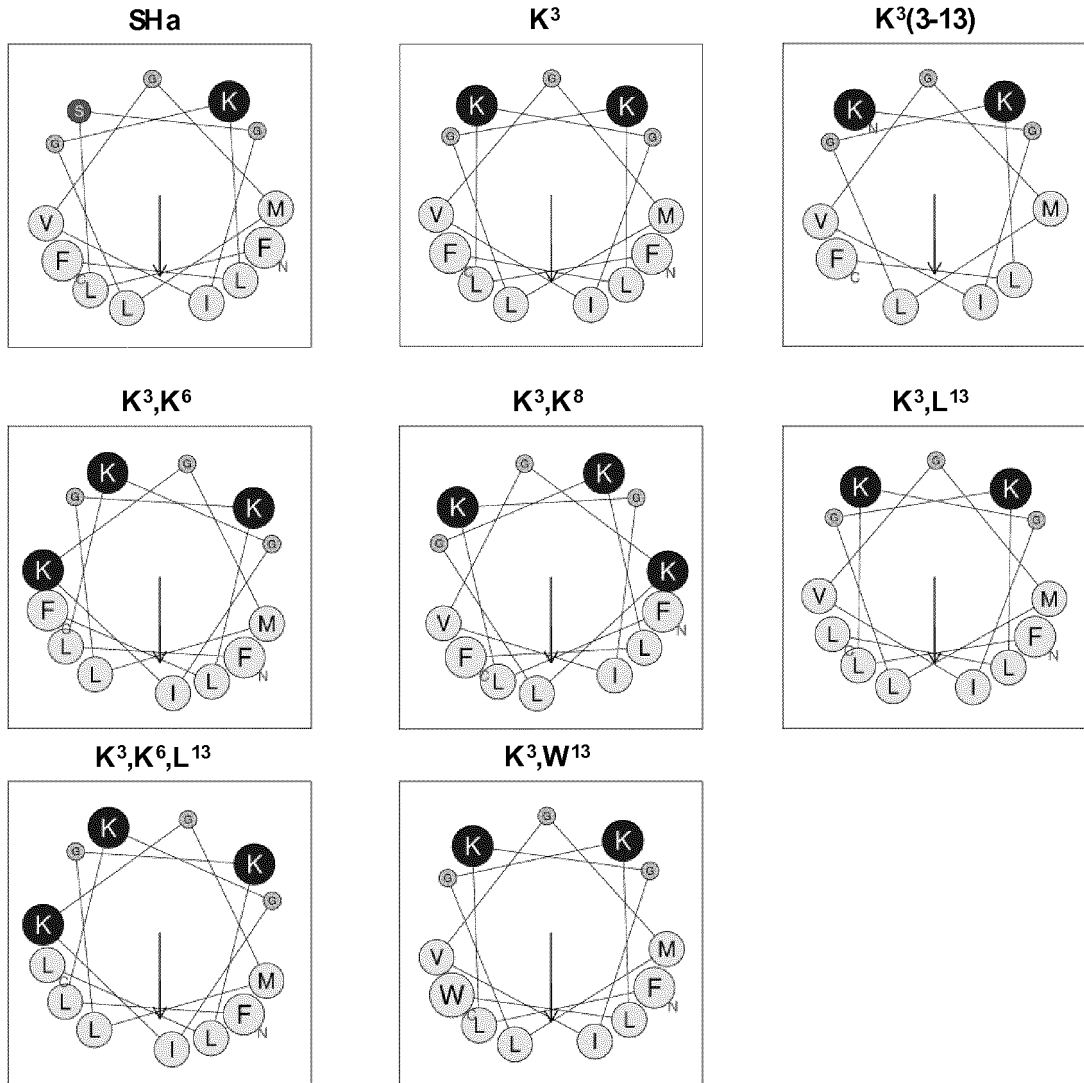 SHa
G
S K
G G
V M
F F
C N
L L
L I
K³
G
K K
G G
V M
F F
C N
L L
L I
K³(3-13)
G
K K
N
G G
V M
F
C
L
L I
K³,K⁶
K G
G K
G
K
F M
L F
C N
L L
I
K³,K⁸
G K
K G
G
K
V F
N
F L
C L I
L
K³,L¹³
G
K K
G G
V M
L F
C N
L L
L I
K³,K⁶,L¹³
K G
G K
G
K
L M
C
L F
N
L L
I
K³,W¹³
G
K K
G G
V M
W F
C N
L L
L I